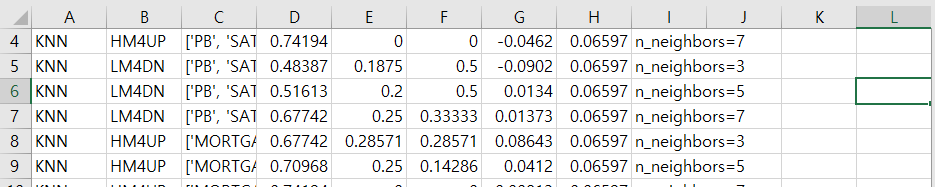 A B C D E F G H I J K L
4 KNN HM4UP ['PB', 'SAT 0.74194 0 0 -0.0462 0.06597 n_neighbors=7
5 KNN LM4DN ['PB', 'SAT 0.48387 0.1875 0.5 -0.0902 0.06597 n_neighbors=3
6 KNN LM4DN ['PB', 'SAT 0.51613 0.2 0.5 0.0134 0.06597 n_neighbors=5
7 KNN LM4DN ['PB', 'SAT 0.67742 0.25 0.33333 0.01373 0.06597 n_neighbors=7
8 KNN HM4UP ['MORTGA 0.67742 0.28571 0.28571 0.08643 0.06597 n_neighbors=3
9 KNN HM4UP ['MORTGA 0.70968 0.25 0.14286 0.0412 0.06597 n_neighbors=5